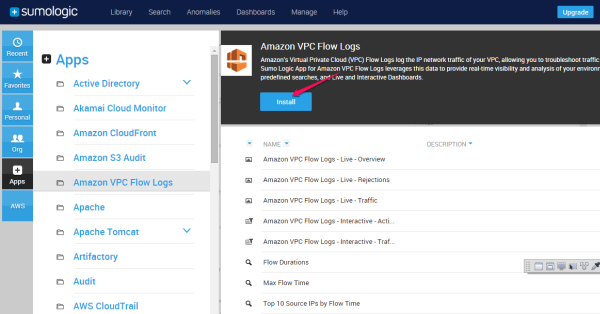 sumologic
Library Search Anomalies Dashboards Manage Help
Upgrade
Recent
Favorites
Personal
Org
Apps
AWS
Apps
Active Directory
Akamai Cloud Monitor
Amazon CloudFront
Amazon S3 Audit
Amazon VPC Flow Logs
Apache
Apache Tomcat
Artifactory
Audit
AWS CloudTrail
Amazon VPC Flow Logs
Amazon's Virtual Private Cloud (VPC) Flow Logs log the IP network traffic of your VPC, allowing you to troubleshoot traffic
Sumo Logic App for Amazon VPC Flow Logs leverages this data to provide real-time visibility and analysis of your environ
predefined searches, and Live and Interactive Dashboards.
Install
NAME DESCRIPTION
Amazon VPC Flow Logs - Live - Overview
Amazon VPC Flow Logs - Live - Rejections
Amazon VPC Flow Logs - Live - Traffic
Amazon VPC Flow Logs - Interactive - Acti...
Amazon VPC Flow Logs - Interactive - Traf...
Flow Durations
Max Flow Time
Top 10 Source IPs by Flow Time